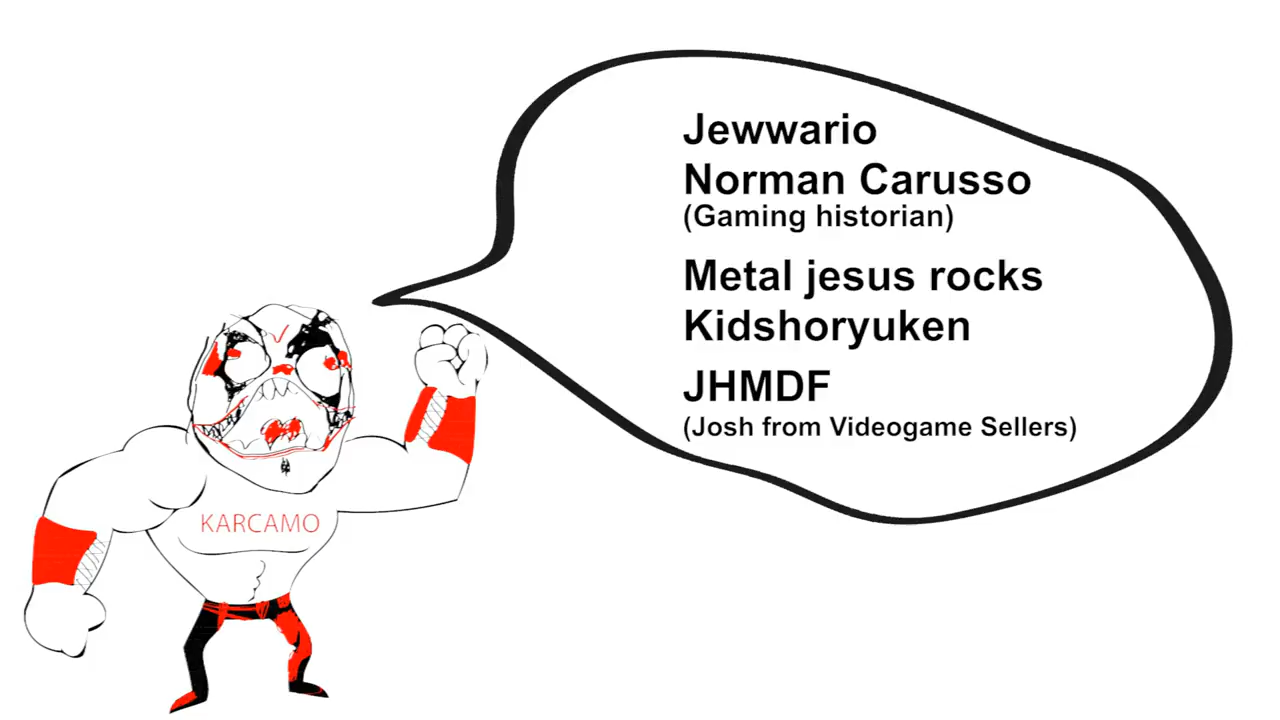 Jewwario
Norman Carusso
(Gaming historian)
Metal jesus rocks
Kidshoryuken
JHMDF
(Josh from Videogame Sellers)
KARCAMO